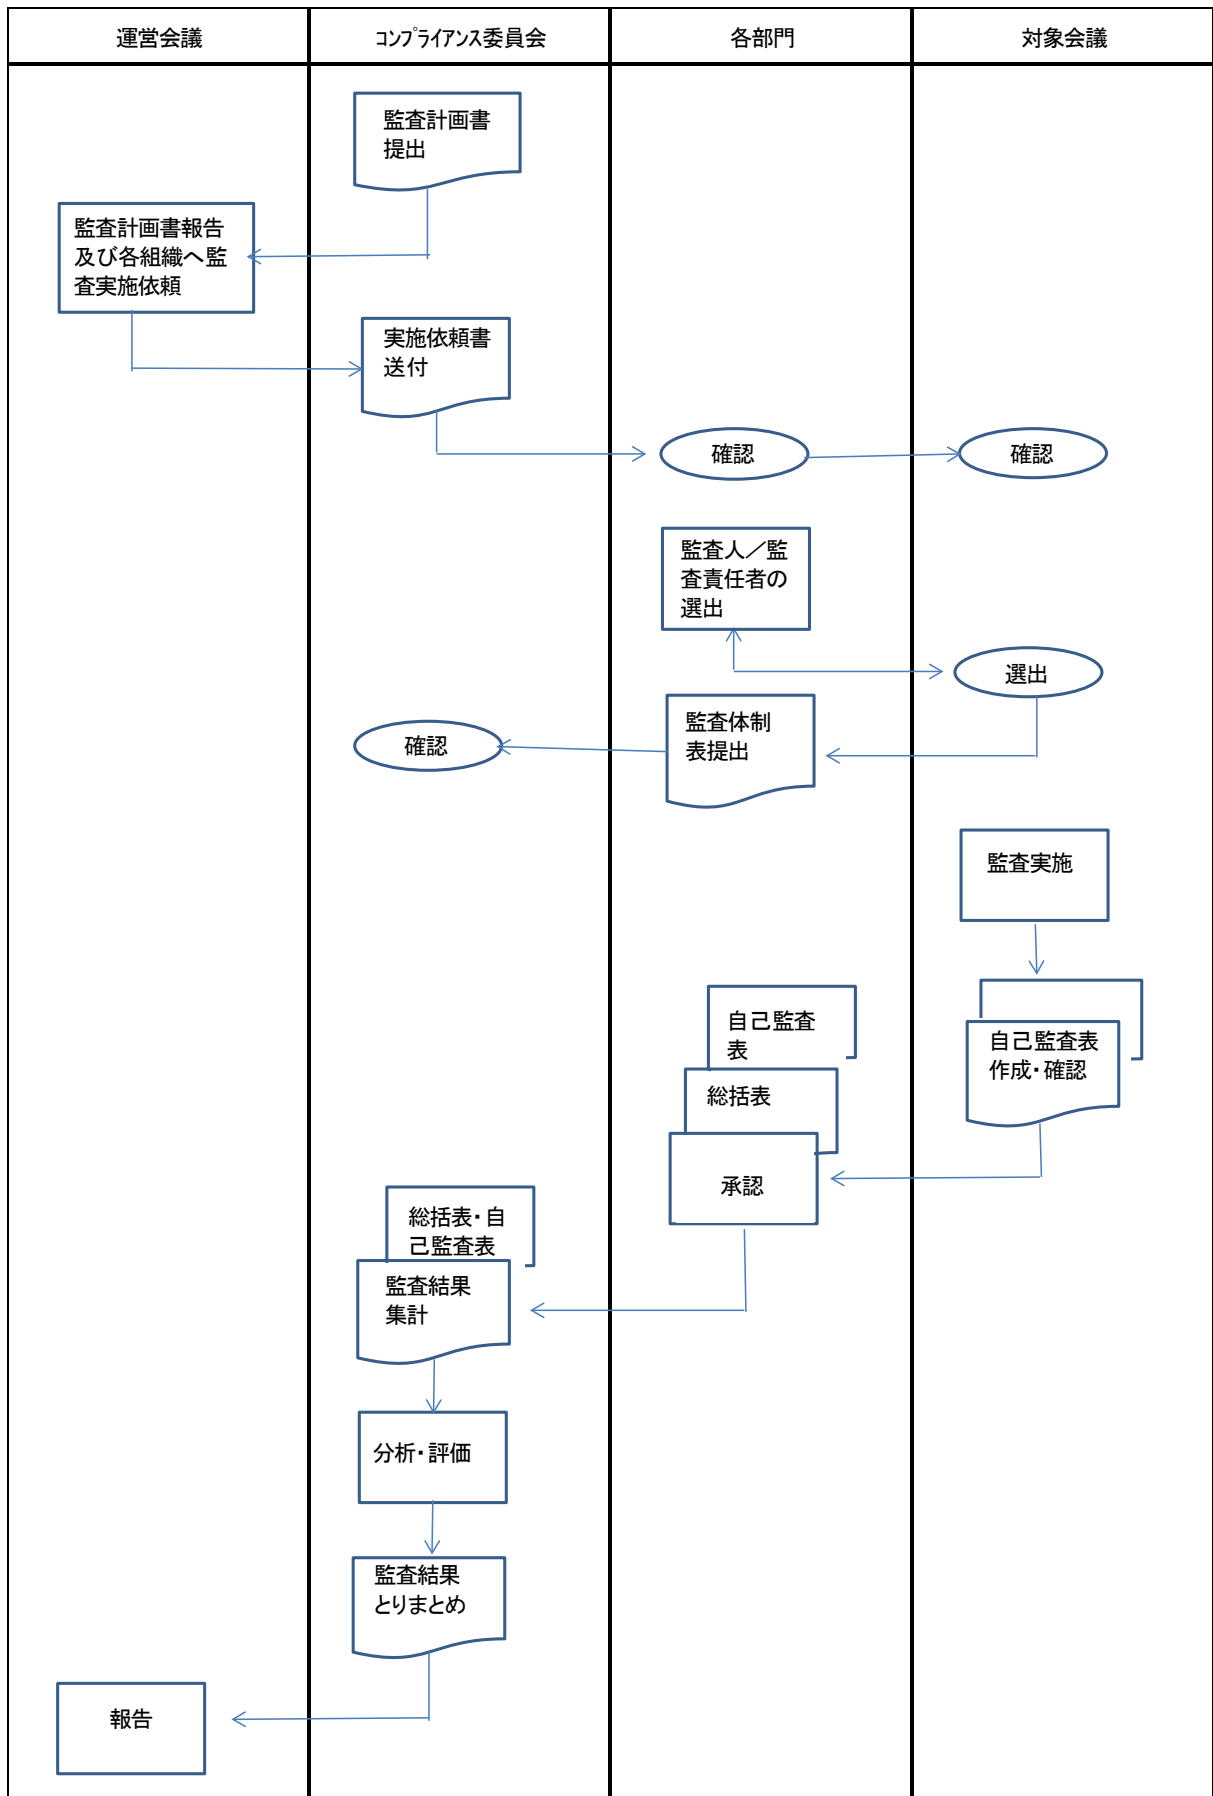 運営会議
コンプライアンス委員会
各部門
対象会議
監査計画書
提出
監査計画書報告
及び各組織へ監
査実施依頼
実施依頼書
送付
確認
確認
監査人／監
査責任者の
選出
選出
監査体制
表提出
確認
監査実施
自己監査
表
総括表
承認
自己監査表
作成・確認
総括表・自
己監査表
監査結果
集計
分析・評価
監査結果
とりまとめ
報告